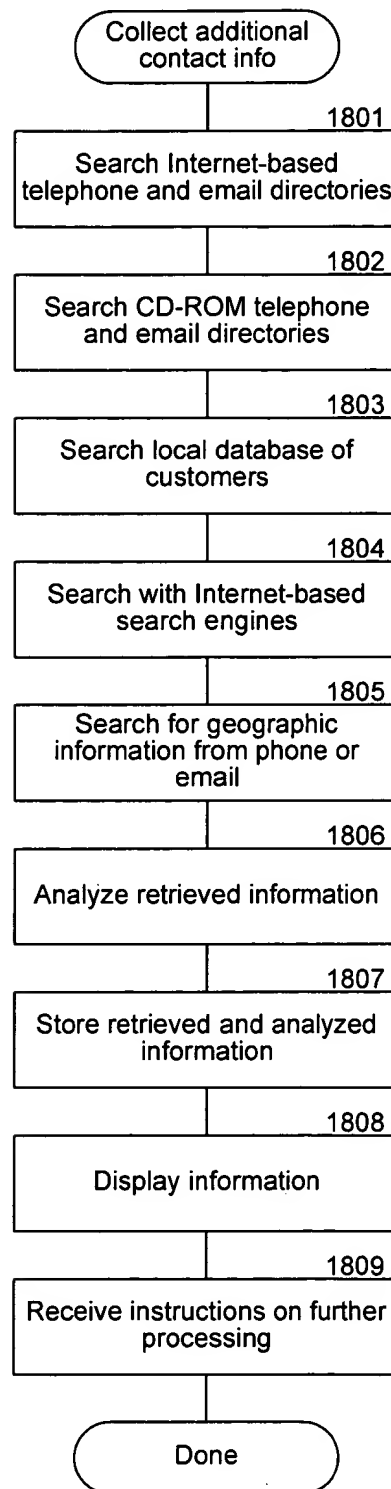 Collect additional
contact info
1801
Search Internet-based
telephone and email directories
1802
Search CD-ROM telephone
and email directories
1803
Search local database of
customers
1804
Search with Internet-based
search engines
1805
Search for geographic
information from phone or
email
1806
Analyze retrieved information
1807
Store retrieved and analyzed
information
1808
Display information
1809
Receive instructions on further
processing
Done